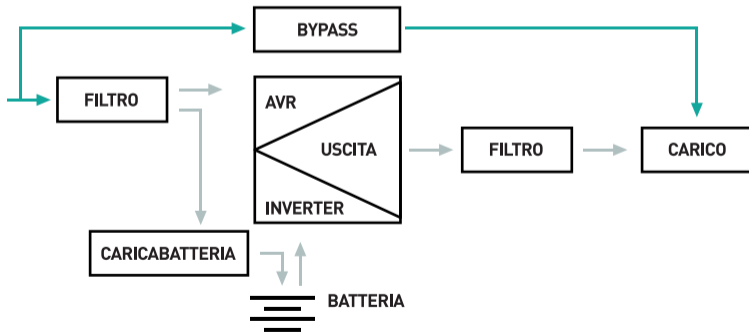 BYPASS
FILTRO
AVR
USCITA
INVERTER
FILTRO
CARICO
CARICABATTERIA
BATTERIA